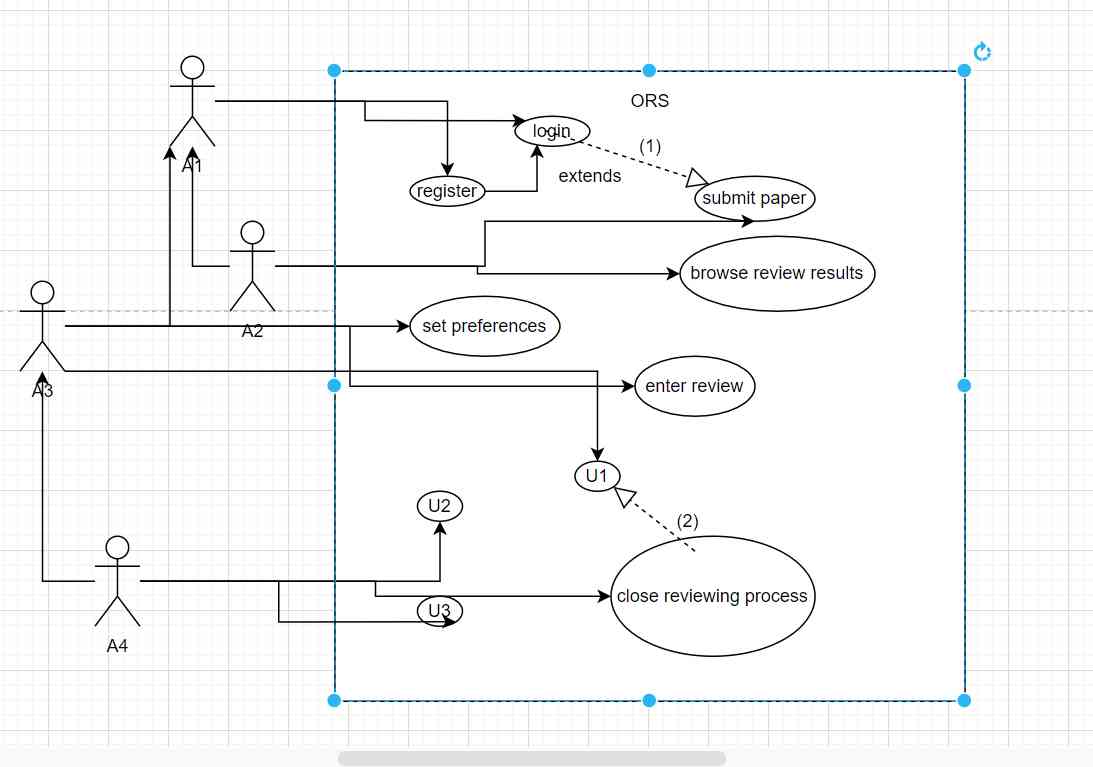 ORS
login
(1)
A1
extends
register
submit paper
browse review results
set preferences
A2
enter review
A3
U1
U2
(2)
close reviewing process
U3
A4